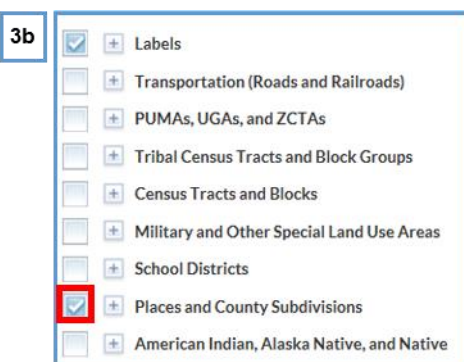 3b
Labels
Transportation (Roads and Railroads)
PUMAs, UGAs, and ZCTAs
Tribal Census Tracts and Block Groups
Census Tracts and Blocks
Military and Other Special Land Use Areas
School Districts
Places and County Subdivisions
American Indian, Alaska Native, and Native